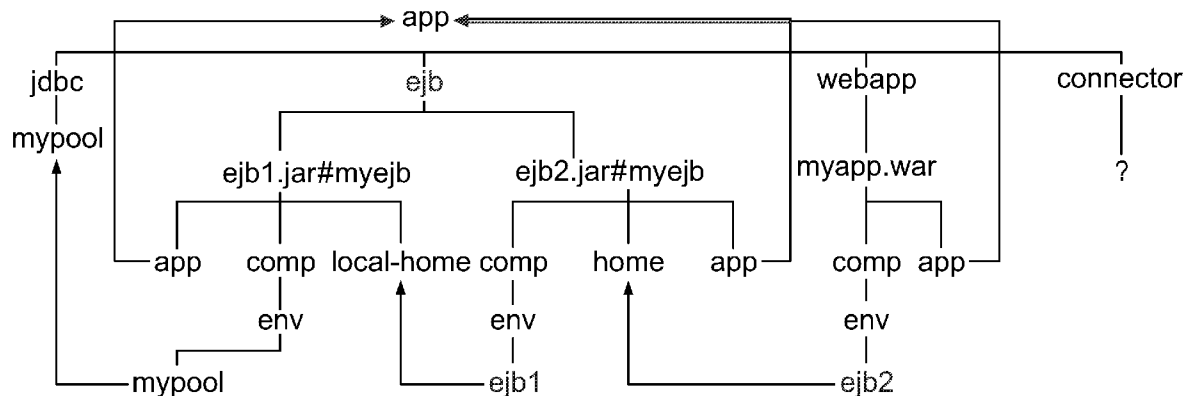 app
jdbc ejb webapp connector
mypool
ejb1.jar#myejb ejb2.jar#myejb myapp.war ?
app comp local-home comp home app comp app
env env env
mypool ejb1 ejb2